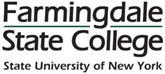 Farmingdale
State College
State University of New York